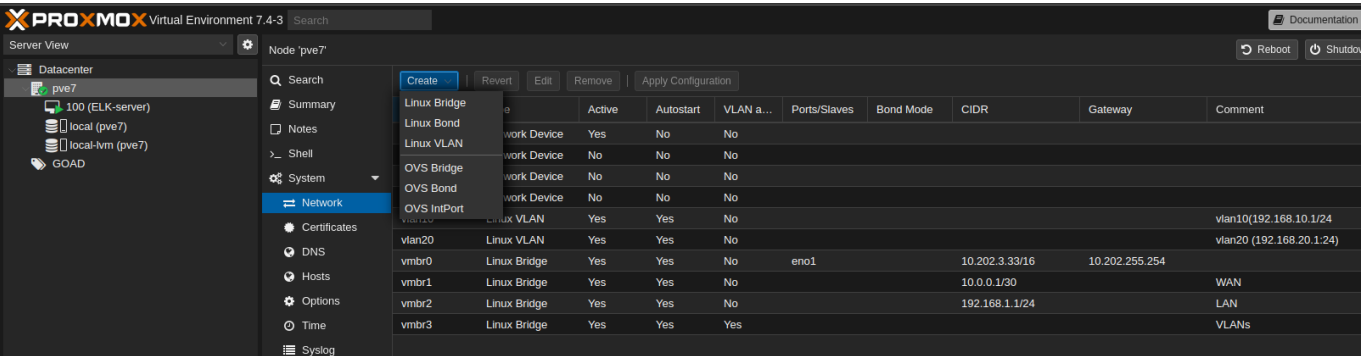 PROXMOX Virtual Environment 7.4-3 Search Documentation
Server View Node 'pve7' Reboot Shutdov
Datacenter
pve7
100 (ELK-server)
local (pve7)
local-lvm (pve7)
GOAD
Search
Summary
Notes
Shell
System
Network
Certificates
DNS
Hosts
Options
Time
Syslog
Create Revert Edit Remove Apply Configuration
Linux Bridge
Linux Bond
Linux VLAN
OVS Bridge
OVS Bond
OVS IntPort
Active Autostart VLAN a... Ports/Slaves Bond Mode CIDR Gateway Comment
work Device Yes No No
work Device No No No
work Device No No No
work Device No No No
vlan10 Linux VLAN Yes Yes No vlan10(192.168.10.1/24
vlan20 Linux VLAN Yes Yes No vlan20 (192.168.20.1:24)
vmbr0 Linux Bridge Yes Yes No eno1 10.202.3.33/16 10.202.255.254
vmbr1 Linux Bridge Yes Yes No 10.0.0.1/30 WAN
vmbr2 Linux Bridge Yes Yes No 192.168.1.1/24 LAN
vmbr3 Linux Bridge Yes Yes Yes VLANs